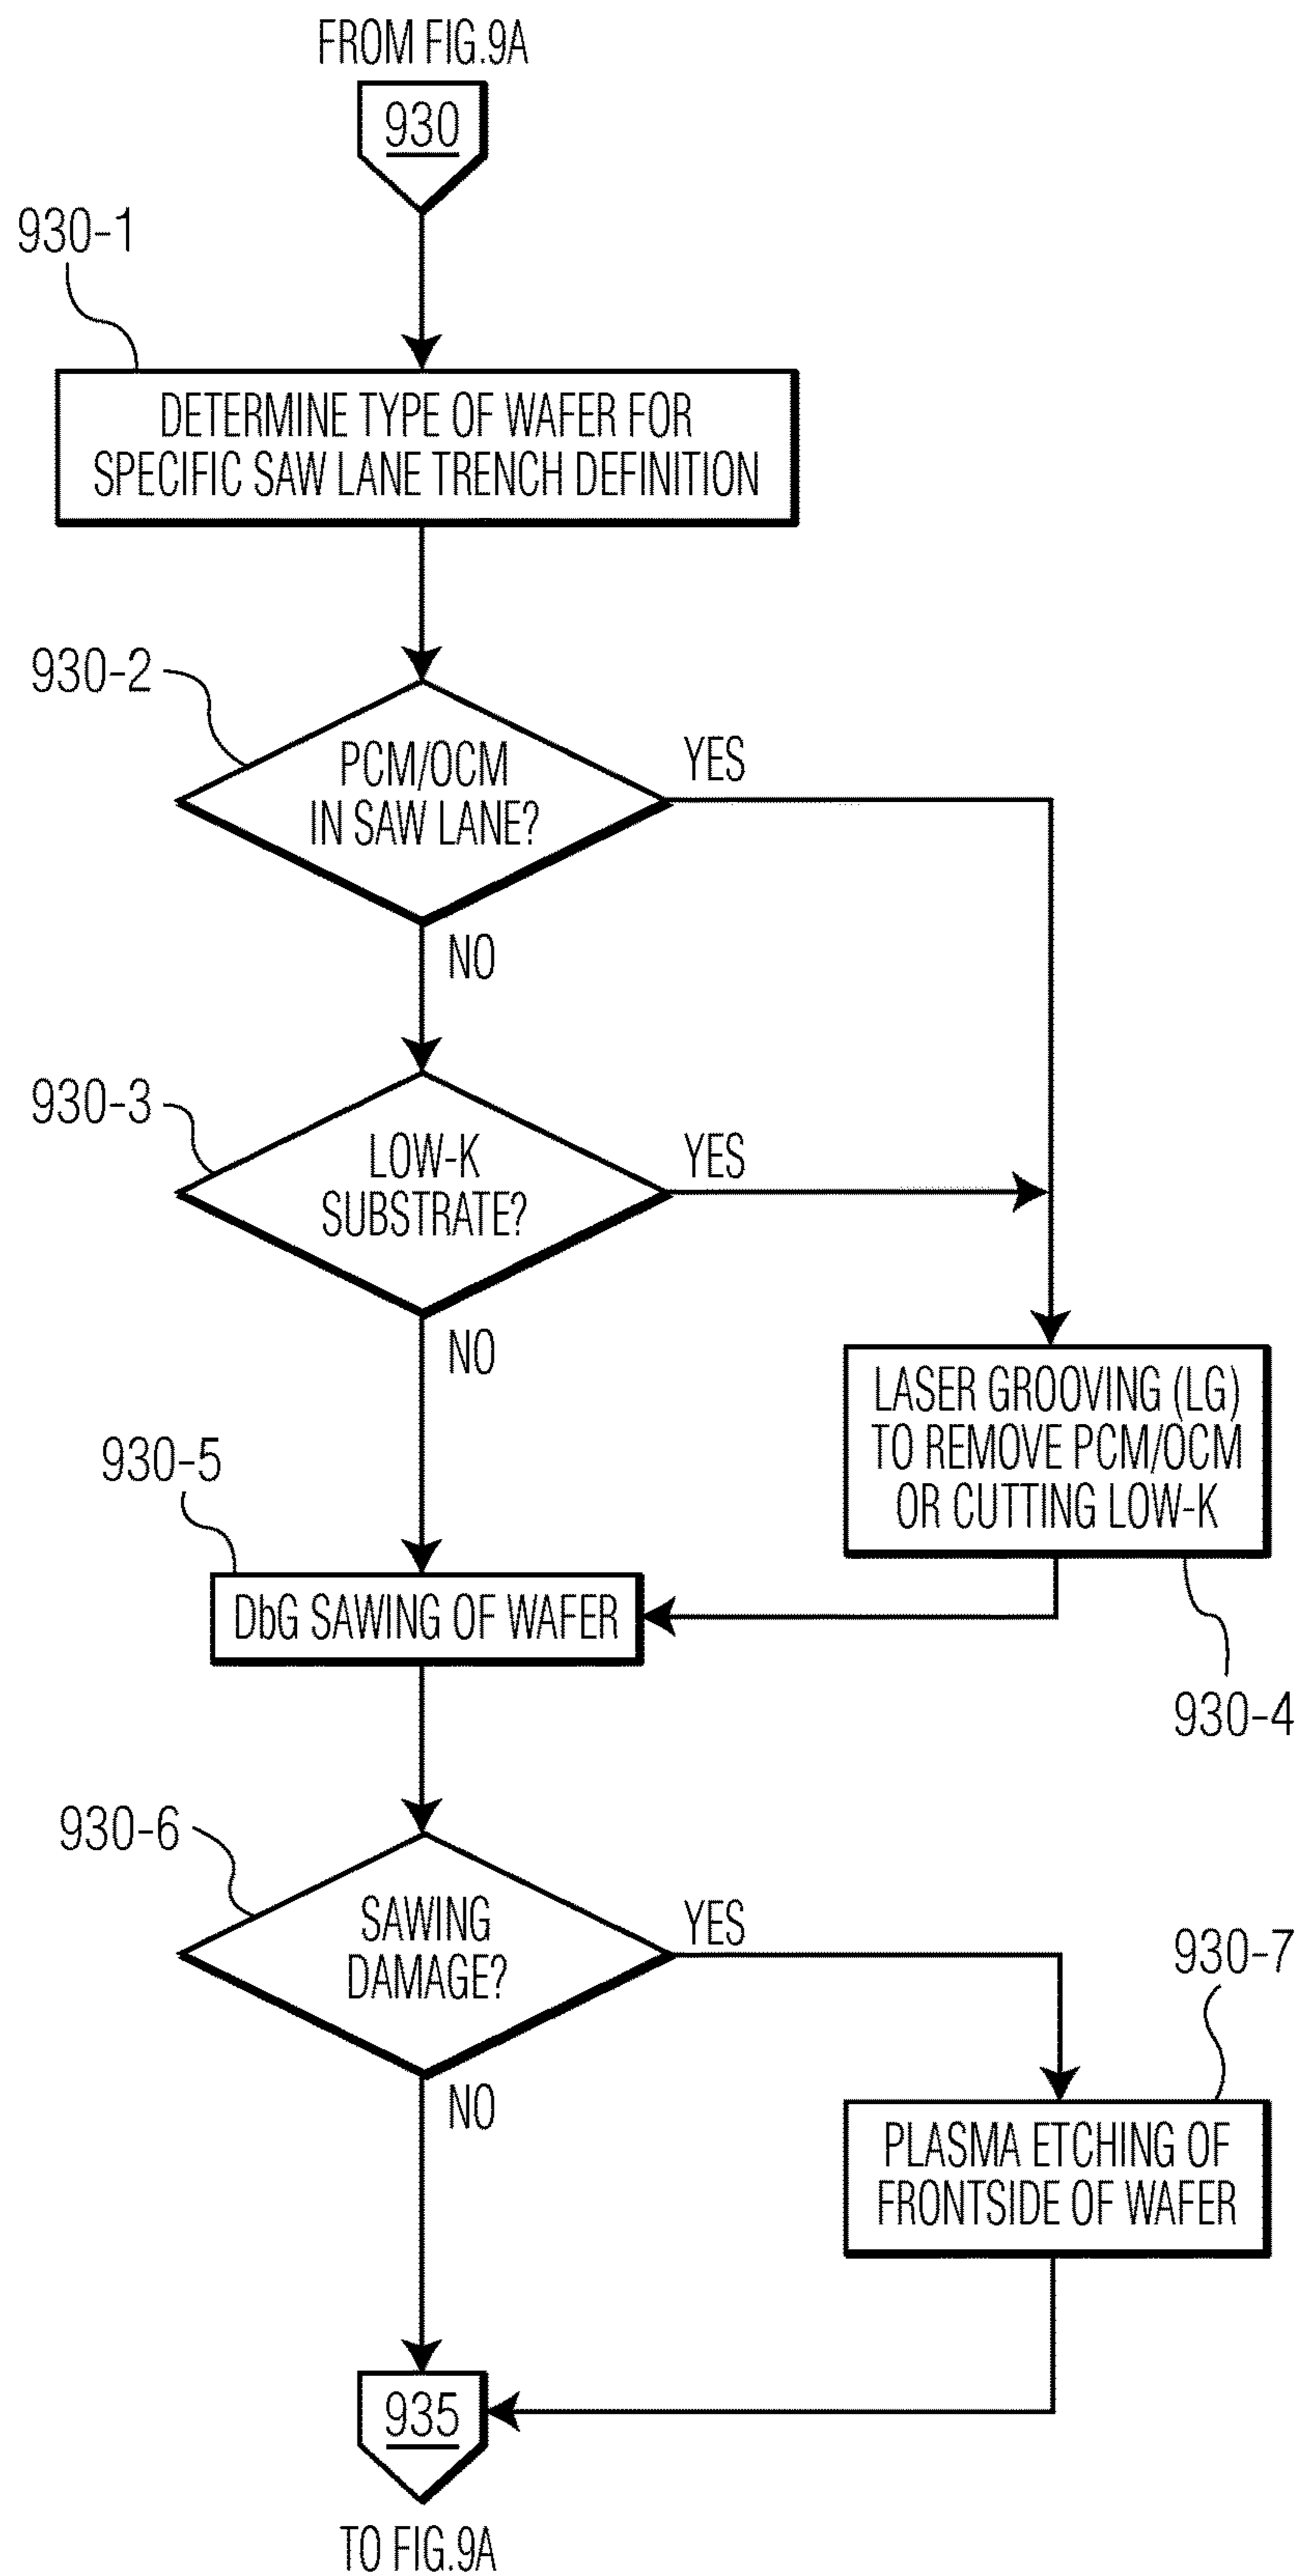 FROM FIG.9A
930
930-1
DETERMINE TYPE OF WAFER FOR
SPECIFIC SAW LANE TRENCH DEFINITION
930-2
PCM/OCM
IN SAW LANE?
YES
NO
930-3
LOW-K
SUBSTRATE?
YES
NO
LASER GROOVING (LG)
TO REMOVE PCM/OCM
OR CUTTING LOW-K
930-4
930-5
DbG SAWING OF WAFER
930-6
SAWING
DAMAGE?
YES
NO
930-7
PLASMA ETCHING OF
FRONTSIDE OF WAFER
935
TO FIG.9A